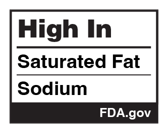 High In
Saturated Fat
Sodium
FDA.gov